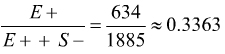 E+ / E+ + S− = 634 / 1885 ≈ 0.3363